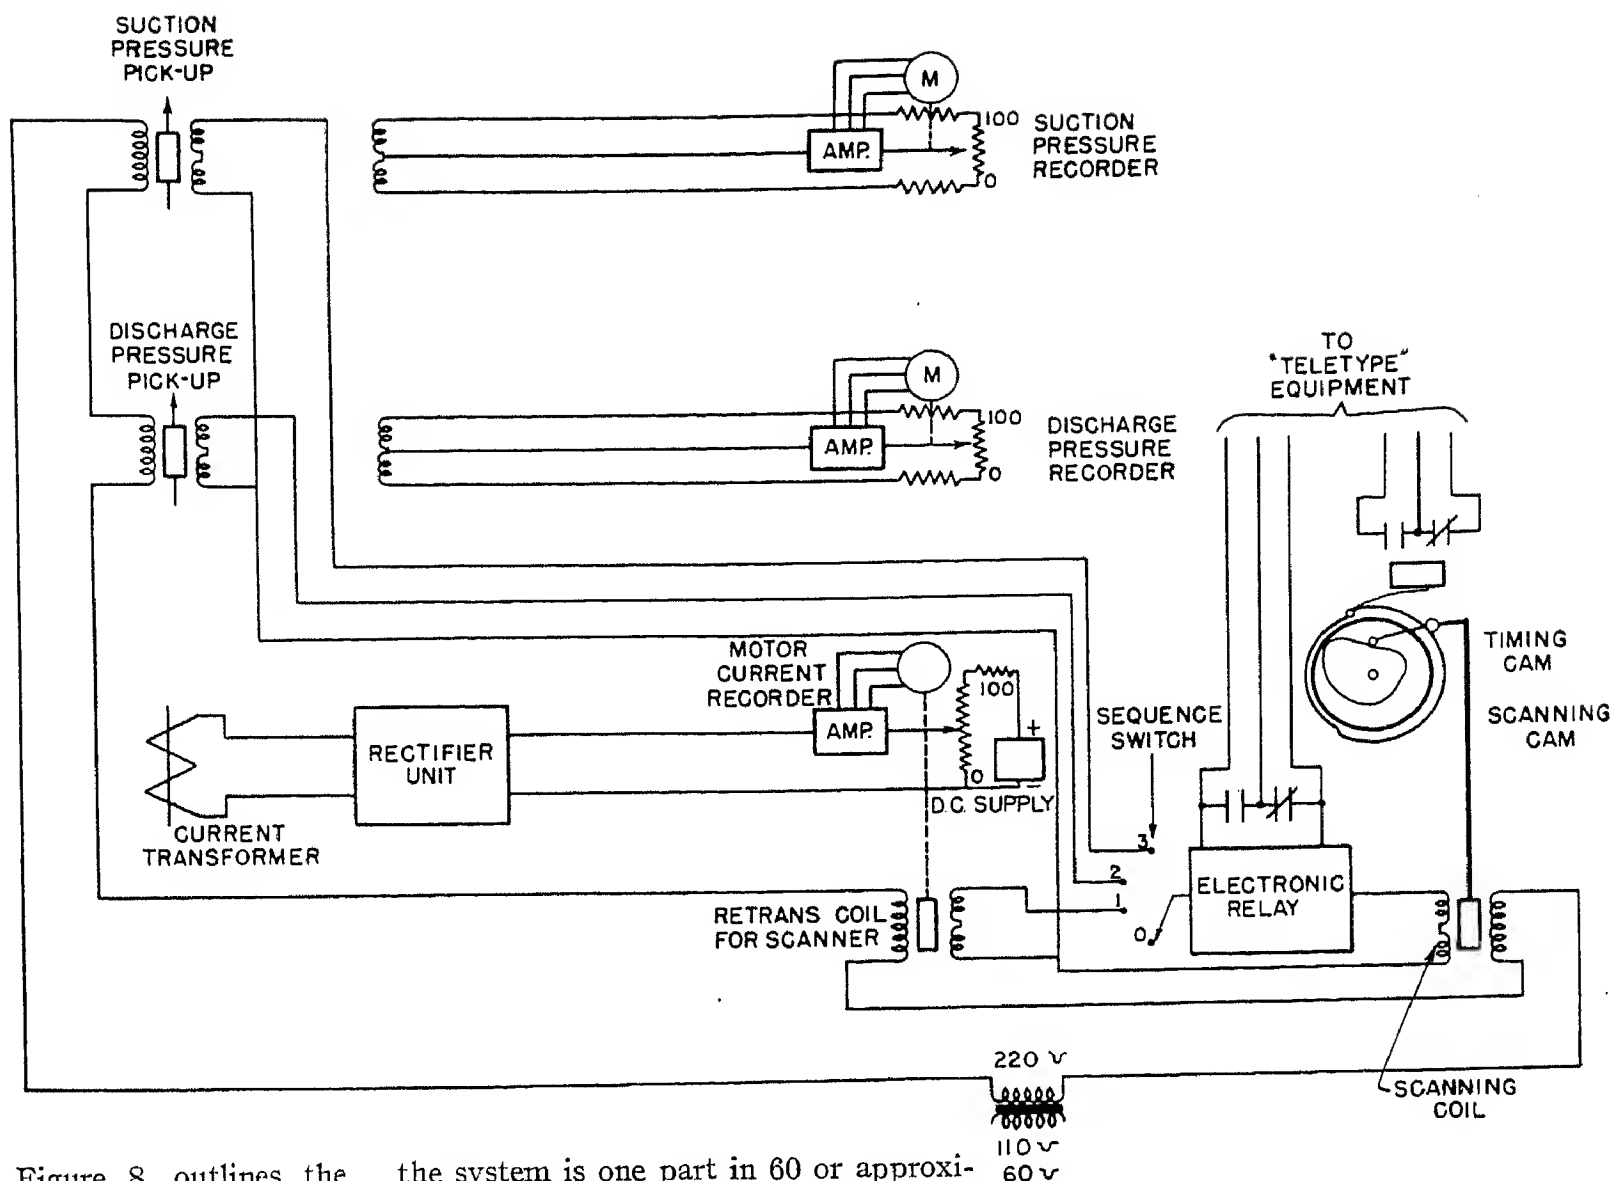 SUCTION
PRESSURE
PICK-UP
M
AMP.
100
0
SUCTION
PRESSURE
RECORDER
DISCHARGE
PRESSURE
PICK-UP
M
AMP.
100
0
DISCHARGE
PRESSURE
RECORDER
TO
"TELETYPE"
EQUIPMENT
TIMING
CAM
SCANNING
CAM
MOTOR
CURRENT
RECORDER
AMP.
100
0
+
D.C. SUPPLY
RECTIFIER
UNIT
CURRENT
TRANSFORMER
SEQUENCE
SWITCH
3
2
1
0
ELECTRONIC
RELAY
RETRANS COIL
FOR SCANNER
SCANNING
COIL
220 ~
110 ~
60 ~
Figure 8 outlines the
the system is one part in 60 or approxi-